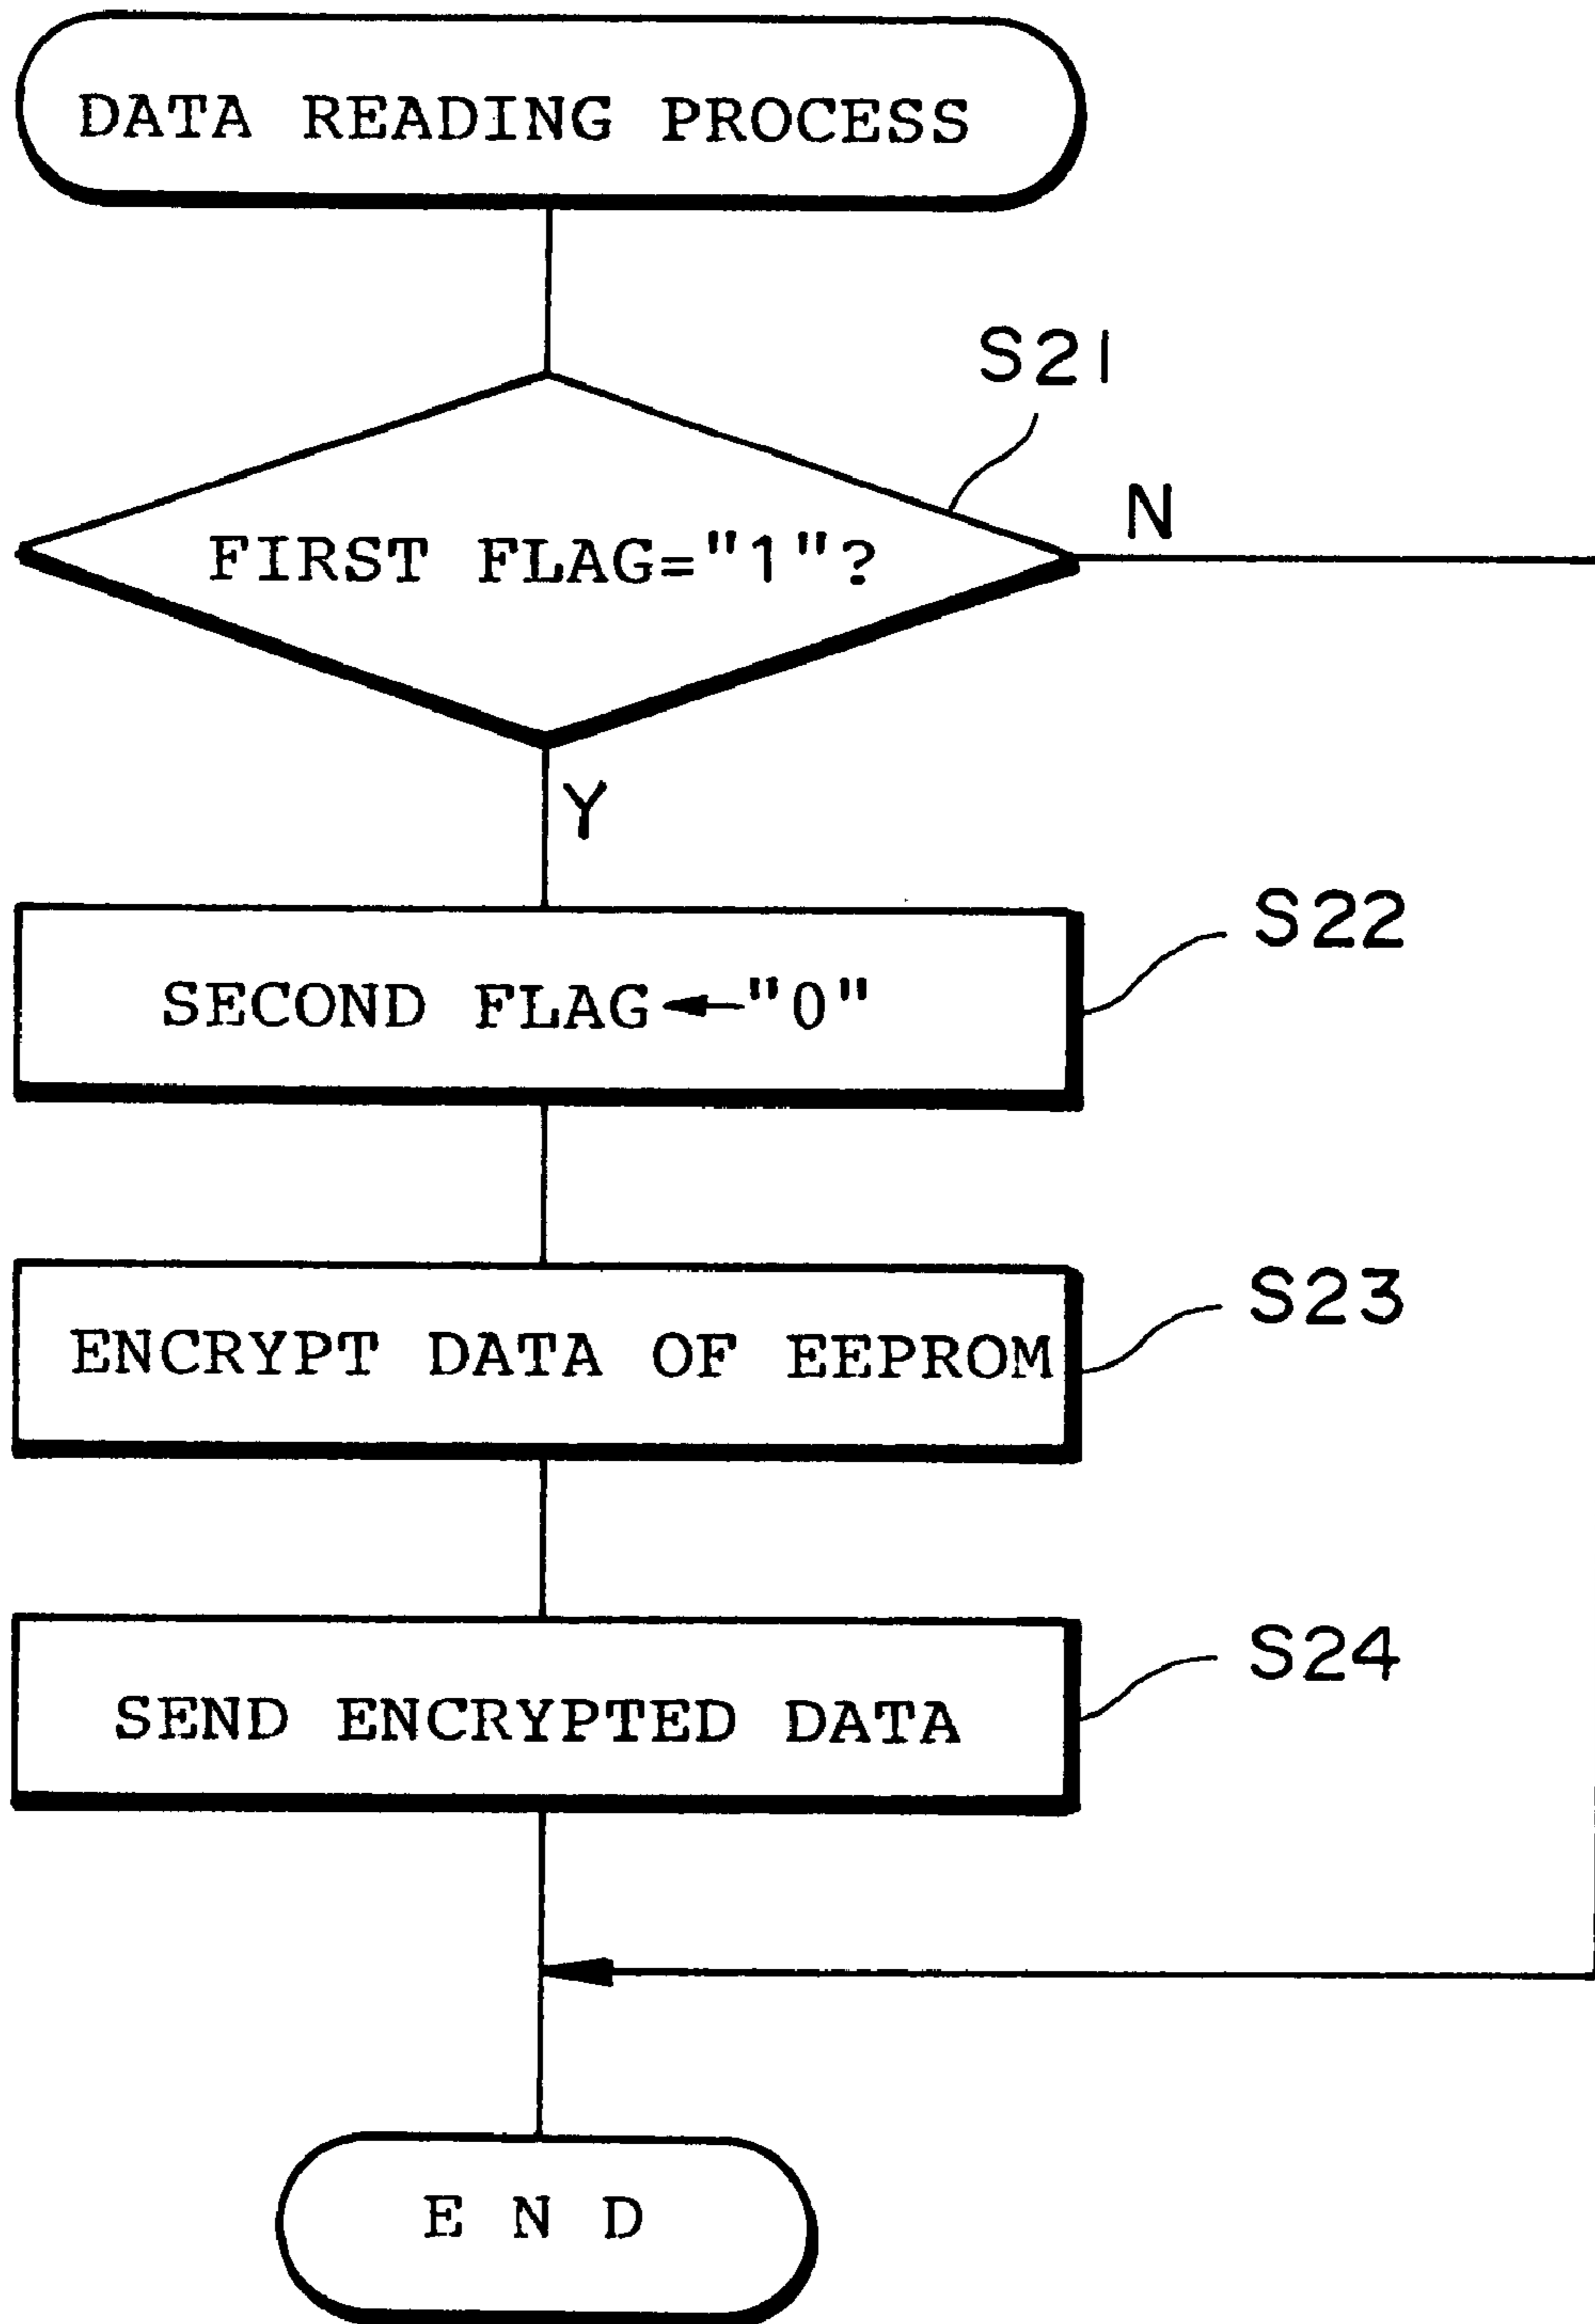 DATA READING PROCESS
S21
FIRST FLAG="1"?
N
Y
S22
SECOND FLAG←"0"
S23
ENCRYPT DATA OF EEPROM
S24
SEND ENCRYPTED DATA
E N D